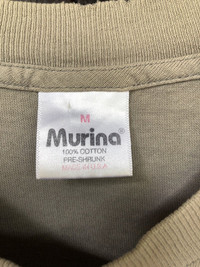 M
Murina®
100% COTTON
PRE-SHRUNK
MADE IN U.S.A.